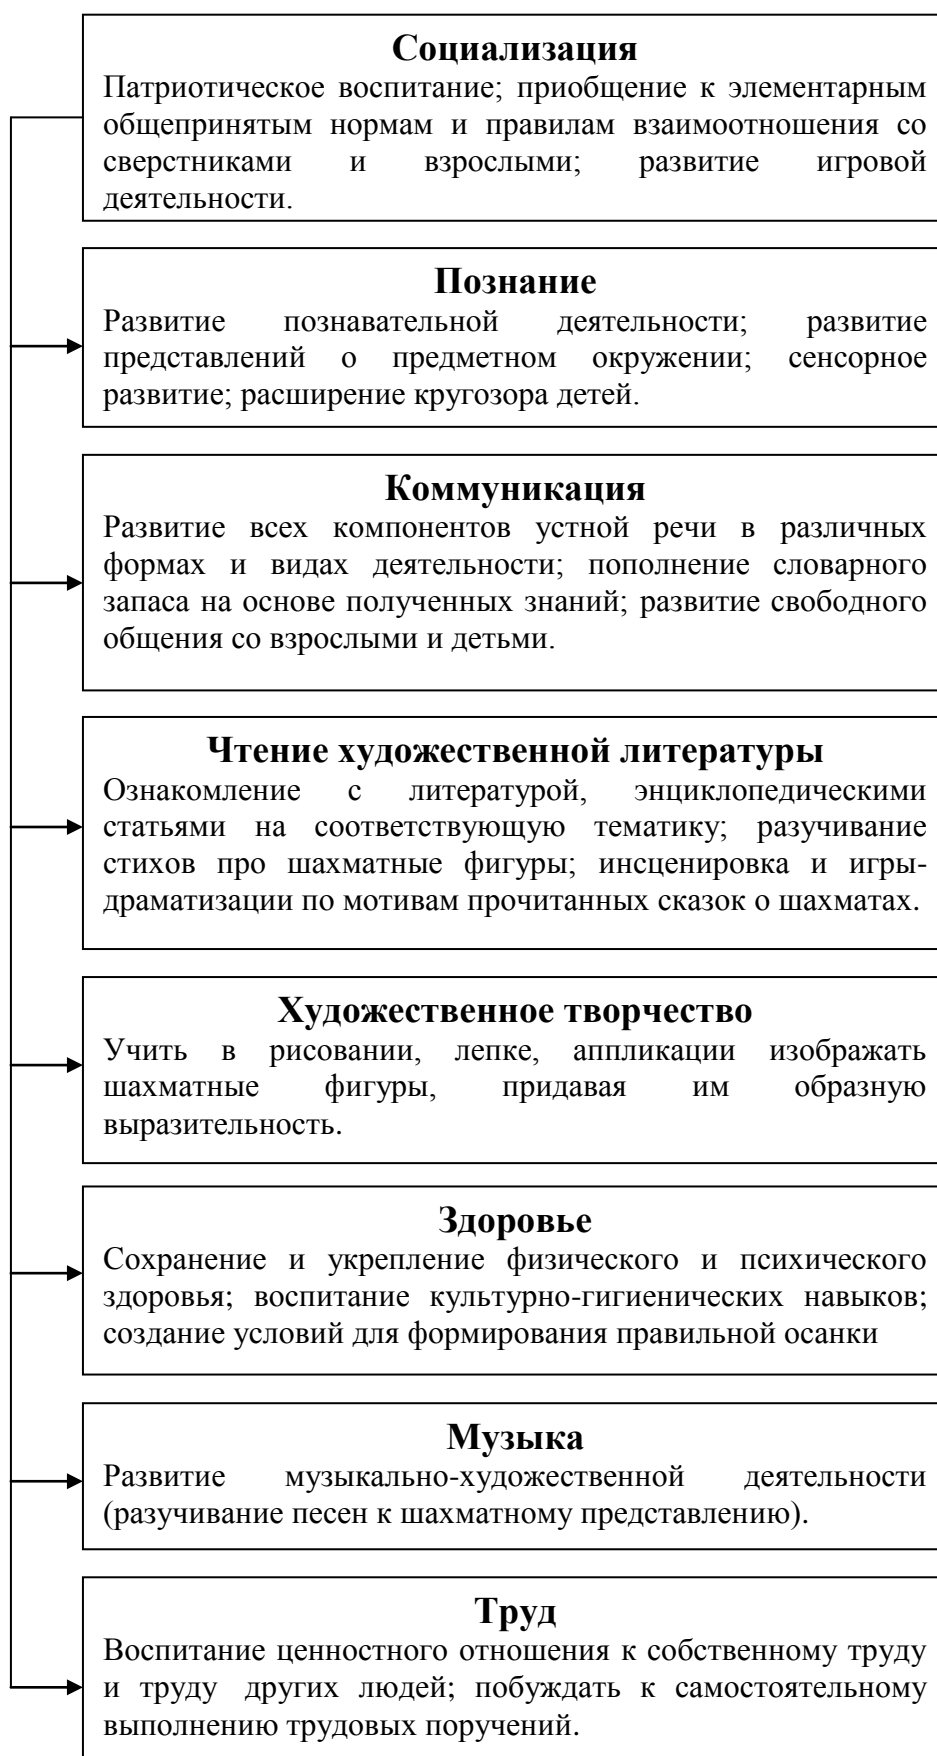 Социализация
Патриотическое воспитание; приобщение к элементарным
общепринятым нормам и правилам взаимоотношения со
сверстниками и взрослыми; развитие игровой
деятельности.
Познание
Развитие познавательной деятельности; развитие
представлений о предметном окружении; сенсорное
развитие; расширение кругозора детей.
Коммуникация
Развитие всех компонентов устной речи в различных
формах и видах деятельности; пополнение словарного
запаса на основе полученных знаний; развитие свободного
общения со взрослыми и детьми.
Чтение художественной литературы
Ознакомление с литературой, энциклопедическими
статьями на соответствующую тематику; разучивание
стихов про шахматные фигуры; инсценировка и игры-
драматизации по мотивам прочитанных сказок о шахматах.
Художественное творчество
Учить в рисовании, лепке, аппликации изображать
шахматные фигуры, придавая им образную
выразительность.
Здоровье
Сохранение и укрепление физического и психического
здоровья; воспитание культурно-гигиенических навыков;
создание условий для формирования правильной осанки
Музыка
Развитие музыкально-художественной деятельности
(разучивание песен к шахматному представлению).
Труд
Воспитание ценностного отношения к собственному труду
и труду других людей; побуждать к самостоятельному
выполнению трудовых поручений.